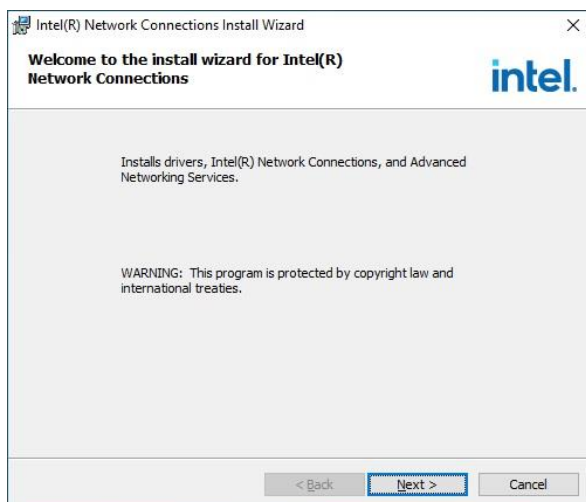 Intel(R) Network Connections Install Wizard
Welcome to the install wizard for Intel(R)
Network Connections
intel.
Installs drivers, Intel(R) Network Connections, and Advanced
Networking Services.
WARNING: This program is protected by copyright law and
international treaties.
< Back
Next >
Cancel